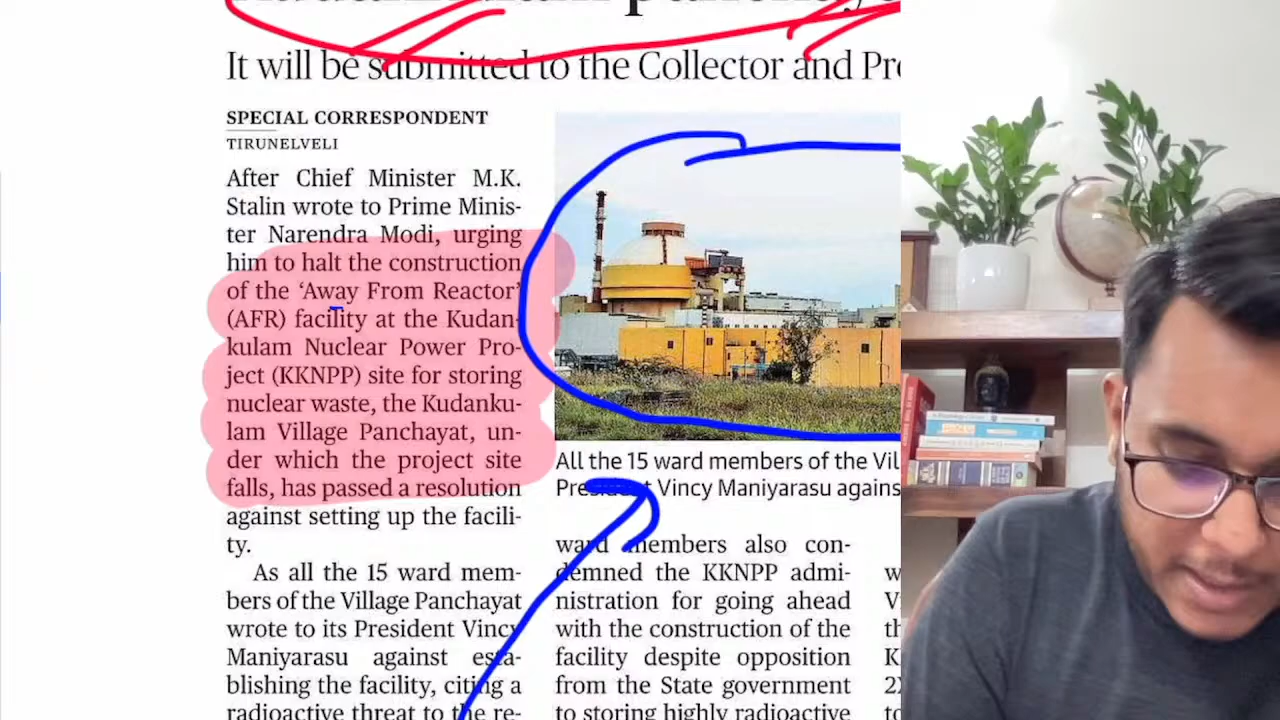 It will be submitted to the Collector and
SPECIAL CORRESPONDENT
TIRUNELVELI
After Chief Minister M.K.
Stalin wrote to Prime Minis-
ter Narendra Modi, urging
him to halt the construction
of the ‘Away From Reactor’
(AFR) facility at the Kudan-
kulam Nuclear Power Pro-
ject (KKNPP) site for storing
nuclear waste, the Kudanku-
lam Village Panchayat, un-
der which the project site
falls, has passed a resolution
against setting up the facili-
ty.
As all the 15 ward mem-
bers of the Village Panchayat
wrote to its President Vincy
Maniyarasu against esta-
blishing the facility, citing a
radioactive threat to the re-
All the 15 ward members of the
President Vincy Maniyarasu agains
ward members also con-
demned the KKNPP admi-
nistration for going ahead
with the construction of the
facility despite opposition
from the State government
to storing highly radioactive